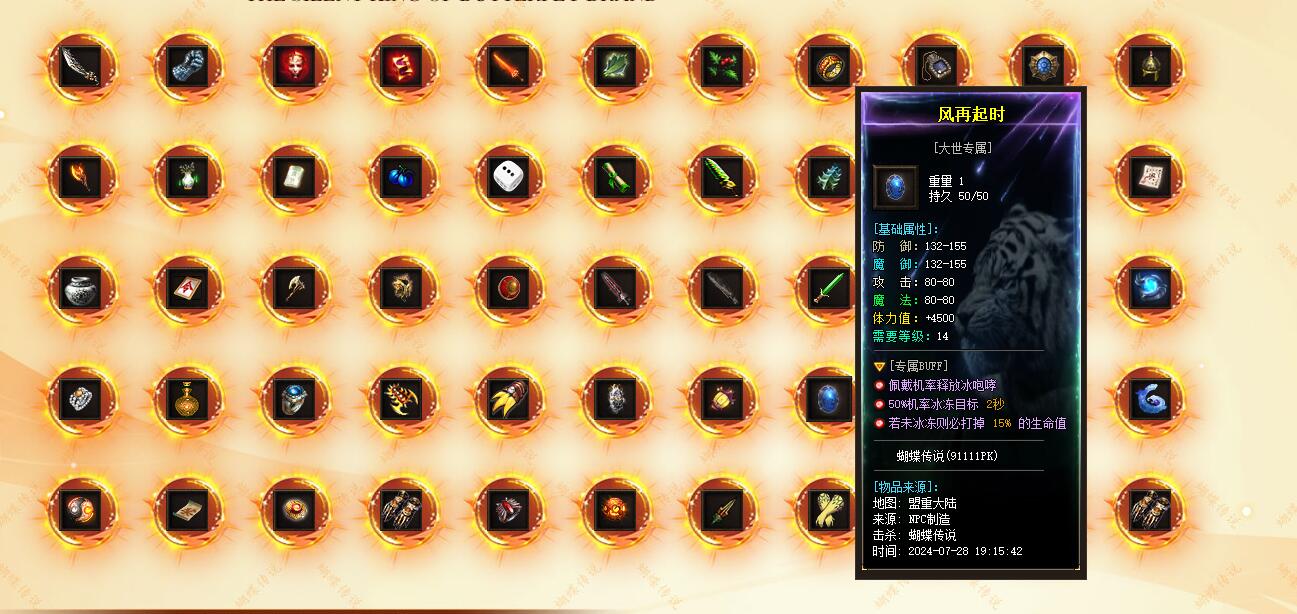 THE SILENT KING OF BUTTERFLY BRAND
风再起时
[大世专属]
重量 1
持久 50/50
[基础属性]:
防 御: 132-155
魔 御: 132-155
攻 击: 80-80
魔 法: 80-80
体力值: +4500
需要等级: 14
[专属BUFF]
佩戴机率释放冰咆哮
50%机率冰冻目标 2秒
若未冰冻则必打掉 15% 的生命值
蝴蝶传说(91111PK)
[物品来源]:
地图: 盟重大陆
来源: NPC制造
击杀: 蝴蝶传说
时间: 2024-07-28 19:15:42